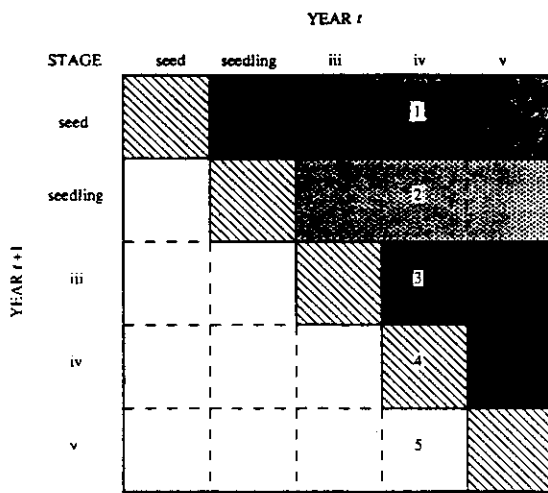 YEAR t
STAGE seed seedling iii iv v
seed 1
seedling 2
YEAR t+1
iii 3
iv 4
v 5